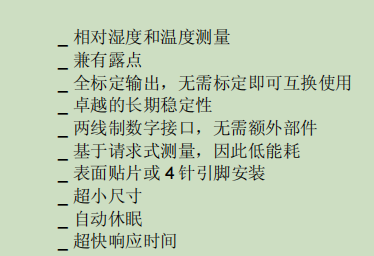 _ 相对湿度和温度测量
_ 兼有露点
_ 全标定输出，无需标定即可互换使用
_ 卓越的长期稳定性
_ 两线制数字接口，无需额外部件
_ 基于请求式测量，因此低能耗
_ 表面贴片或 4 针引脚安装
_ 超小尺寸
_ 自动休眠
_ 超快响应时间